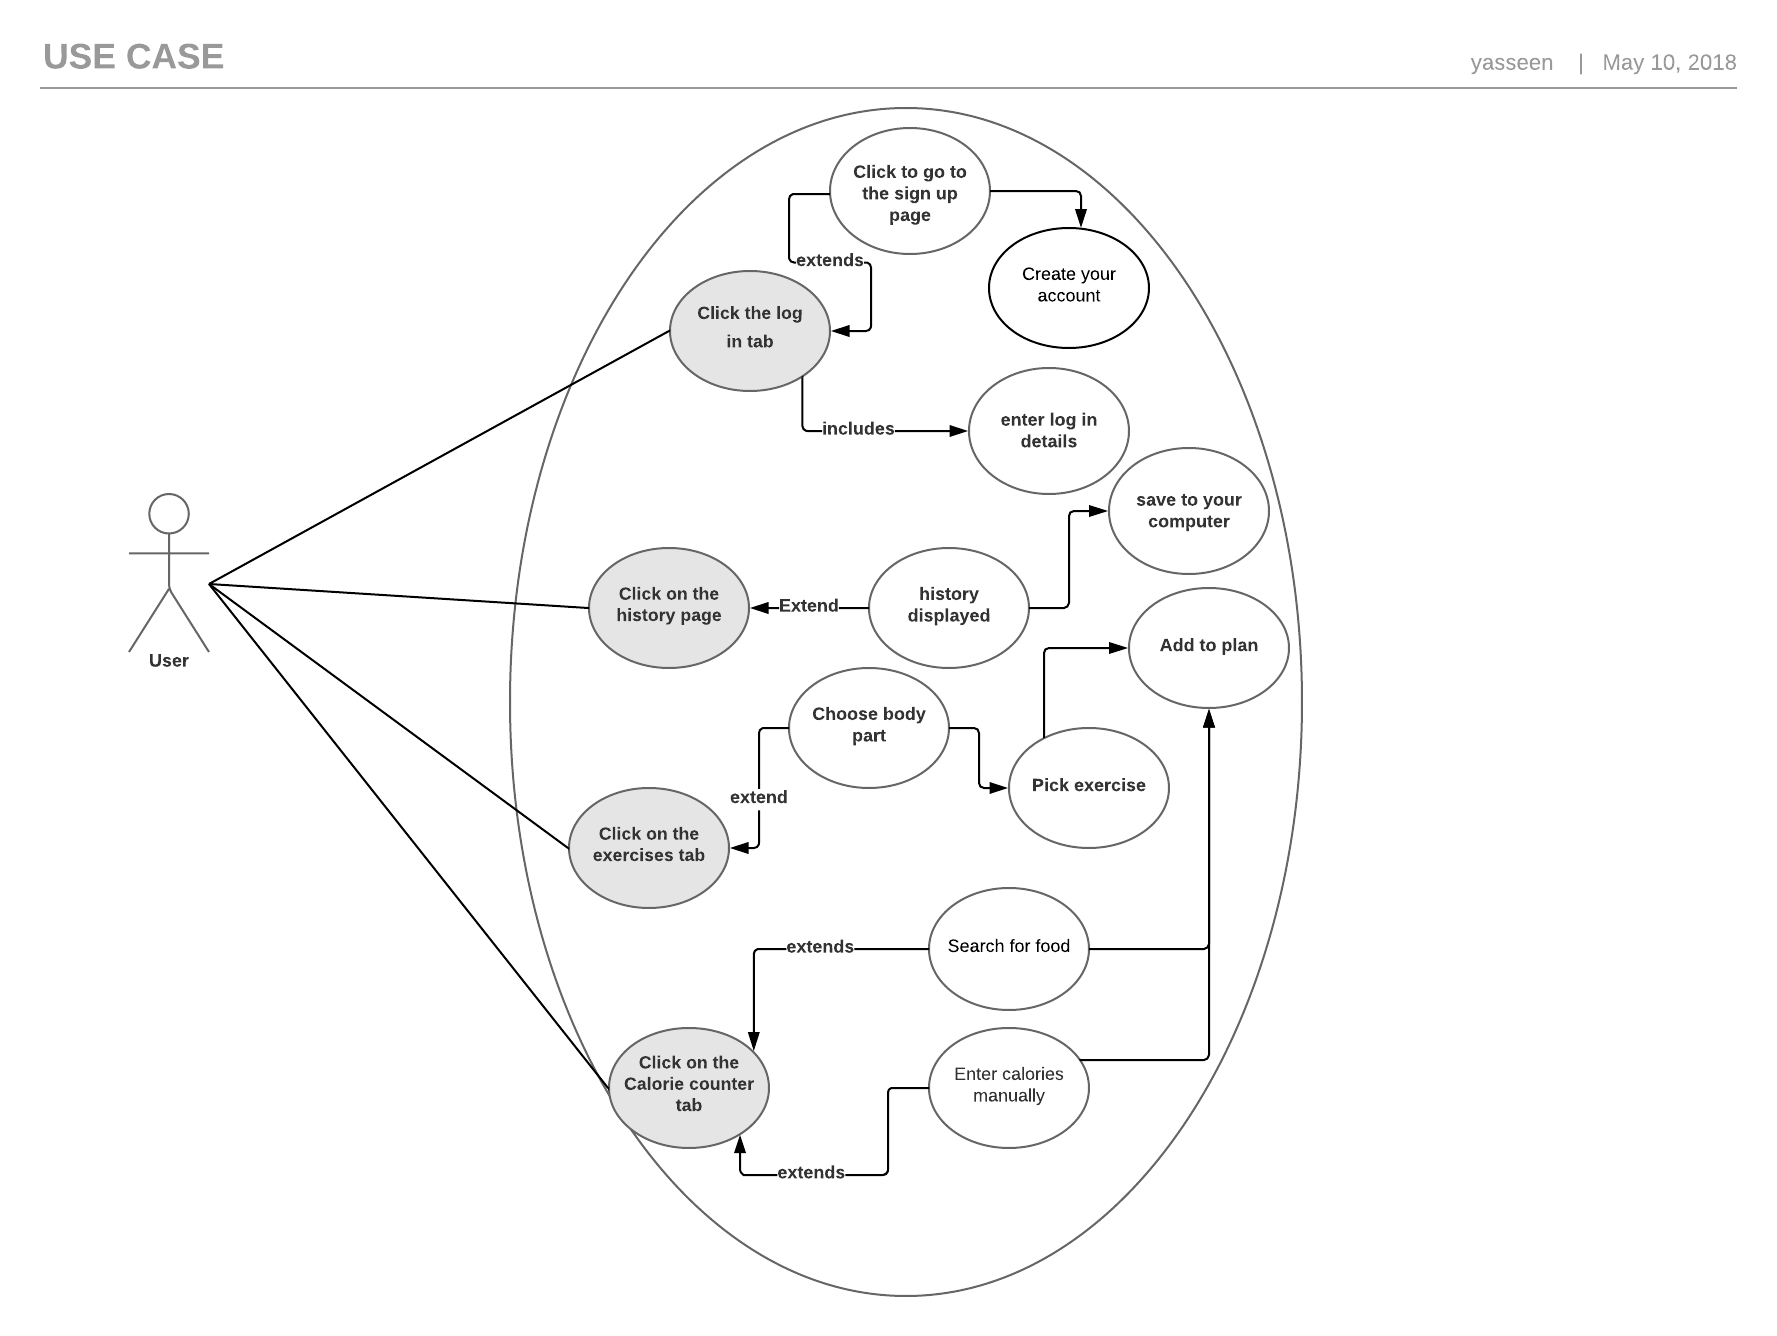 USE CASE
yasseen | May 10, 2018
Click to go to
the sign up
page
extends
Create your
account
Click the log
in tab
includes
enter log in
details
save to your
computer
Click on the
history page
Extend
history
displayed
User
Add to plan
Choose body
part
Pick exercise
extend
Click on the
exercises tab
extends
Search for food
Click on the
Calorie counter
tab
Enter calories
manually
extends